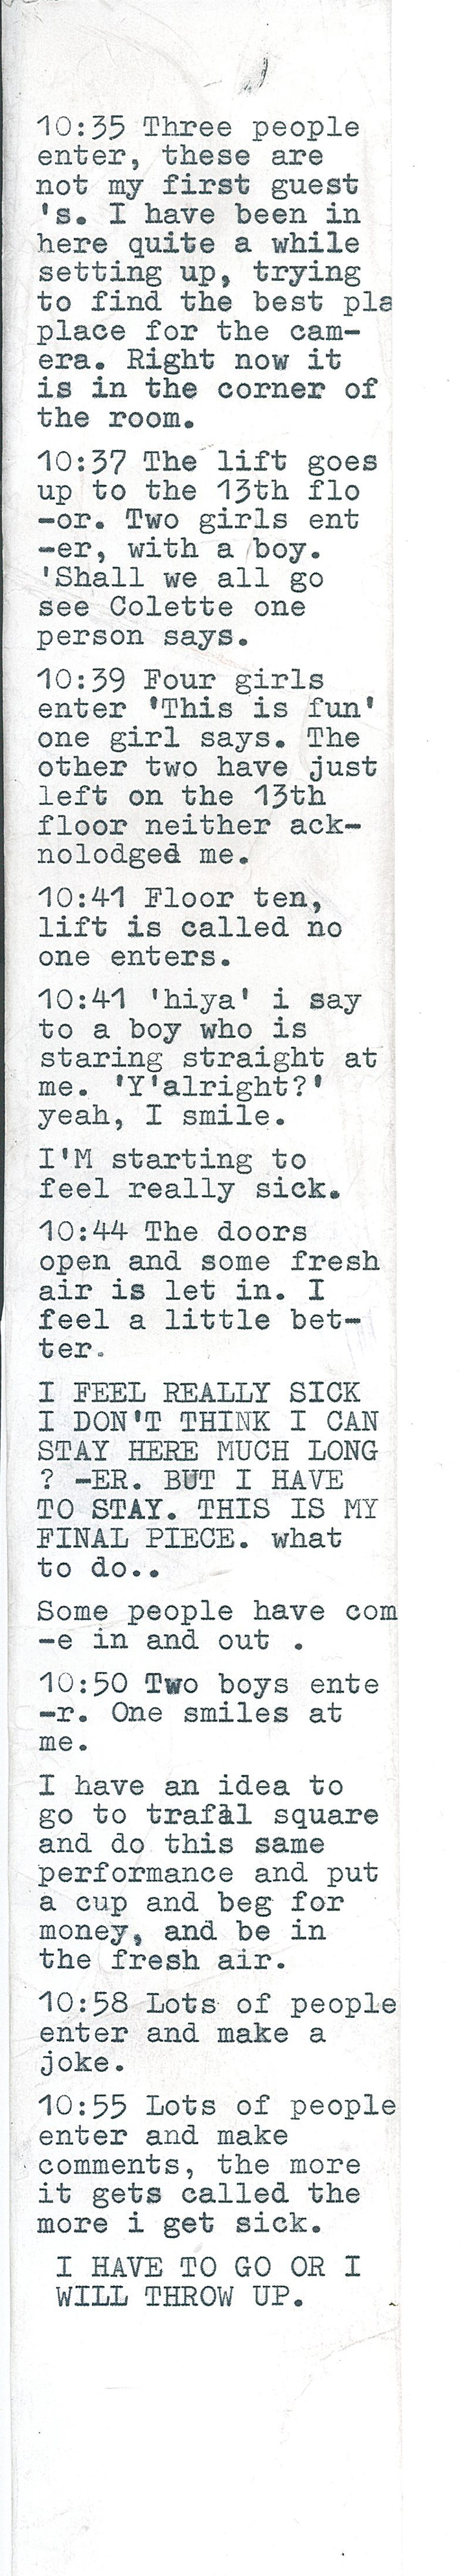 10:35 Three people
enter, these are
not my first guest
's. I have been in
here quite a while
setting up, trying
to find the best pla
place for the cam-
era. Right now it
is in the corner of
the room.
10:37 The lift goes
up to the 13th flo
-or. Two girls ent
-er, with a boy.
'Shall we all go
see Colette one
person says.
10:39 Four girls
enter 'This is fun'
one girl says. The
other two have just
left on the 13th
floor neither ack-
nolodged me.
10:41 Floor ten,
lift is called no
one enters.
10:41 'hiya' i say
to a boy who is
staring straight at
me. 'Y'alright?'
yeah, I smile.
I'M starting to
feel really sick.
10:44 The doors
open and some fresh
air is let in. I
feel a little bet-
ter.
I FEEL REALLY SICK
I DON'T THINK I CAN
STAY HERE MUCH LONG
? -ER. BUT I HAVE
TO STAY. THIS IS MY
FINAL PIECE. what
to do..
Some people have com
-e in and out .
10:50 Two boys ente
-r. One smiles at
me.
I have an idea to
go to trafal square
and do this same
performance and put
a cup and beg for
money, and be in
the fresh air.
10:58 Lots of people
enter and make a
joke.
10:55 Lots of people
enter and make
comments, the more
it gets called the
more i get sick.
I HAVE TO GO OR I
WILL THROW UP.